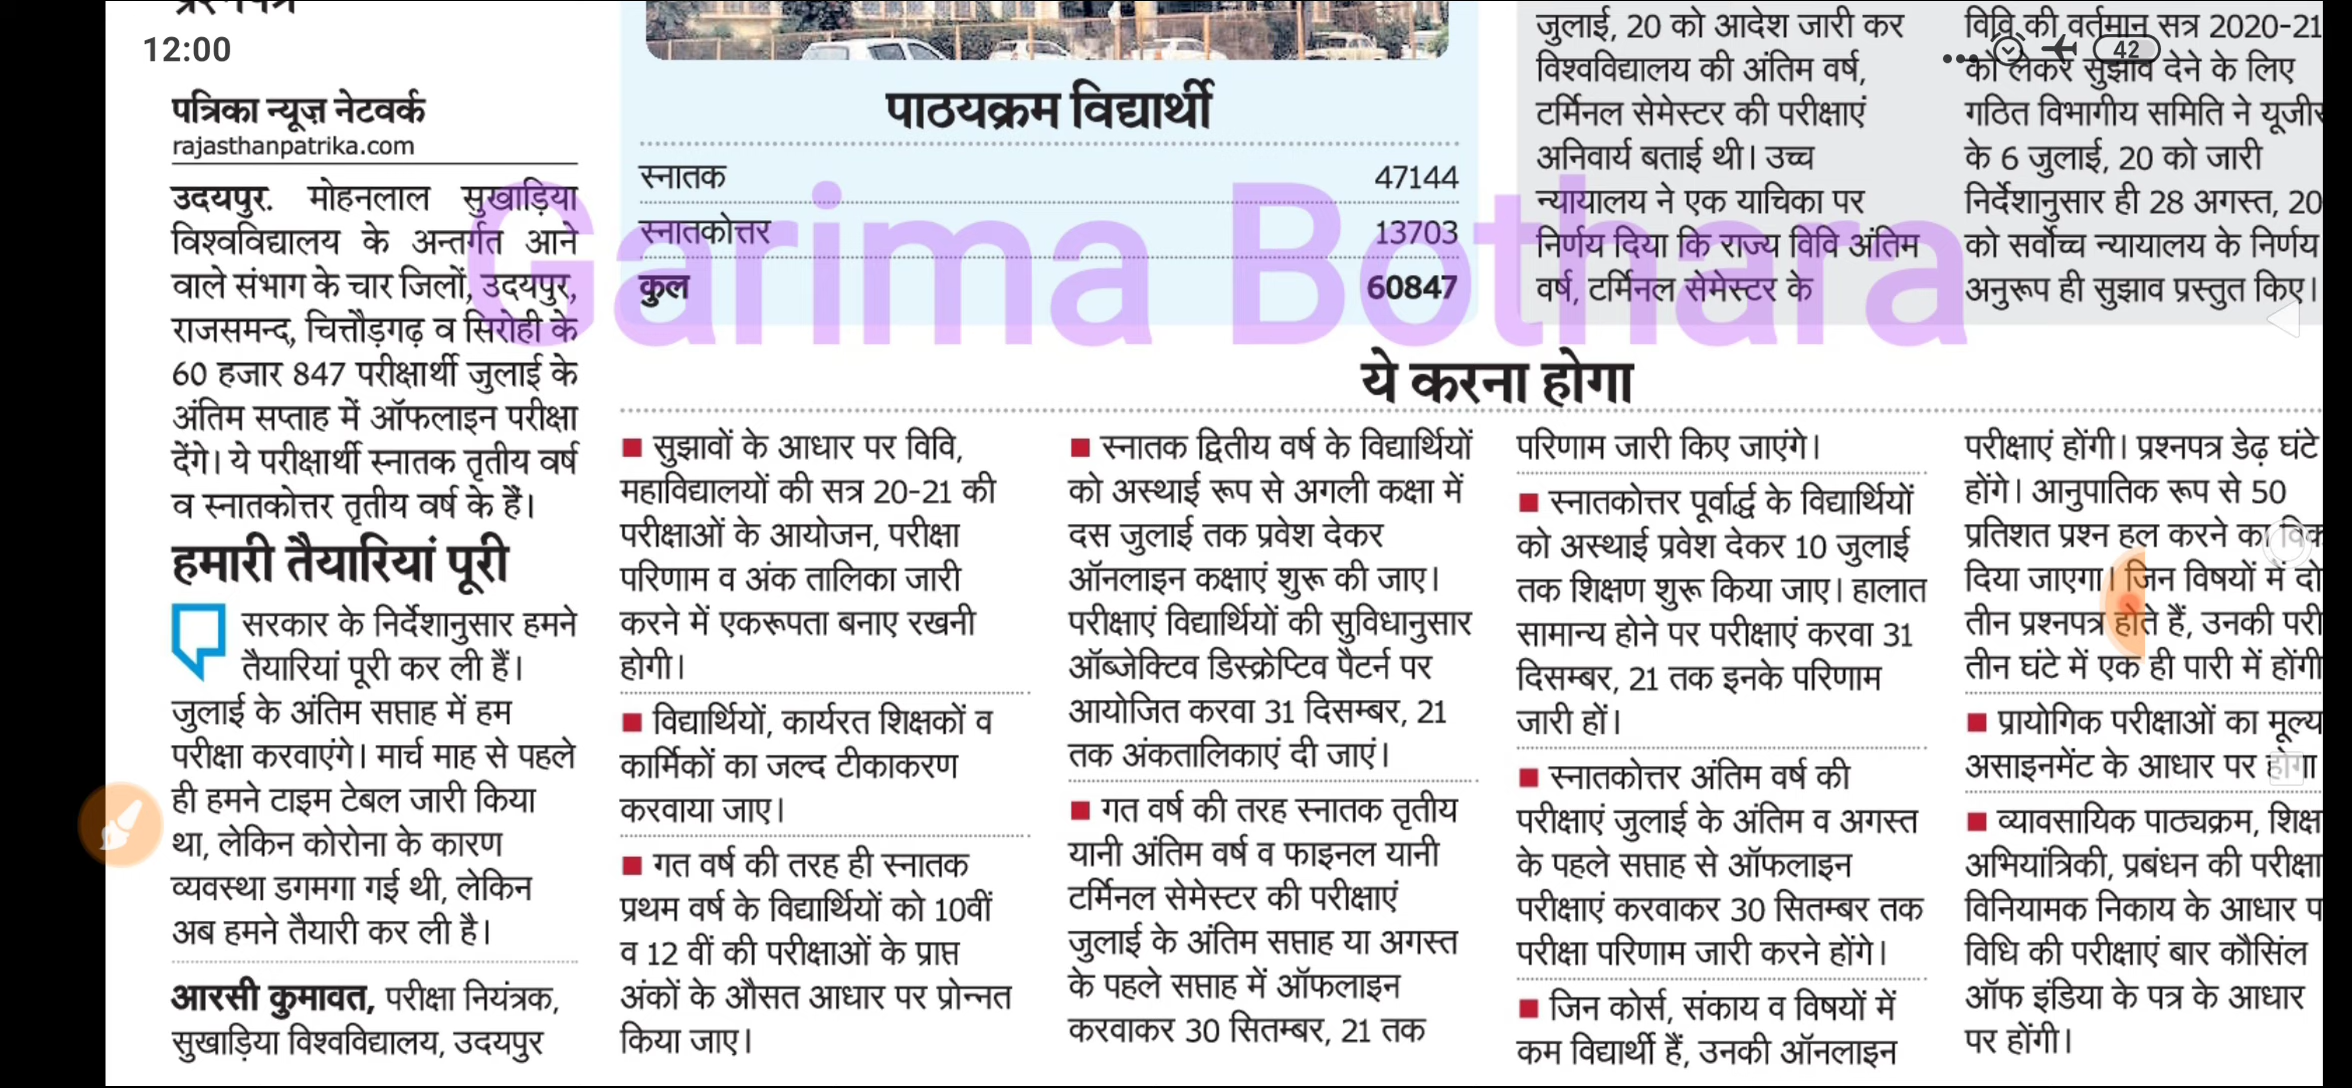 12:00
42
पत्रिका न्यूज़ नेटवर्क
rajasthanpatrika.com
उदयपुर. मोहनलाल सुखाड़िया
विश्वविद्यालय के अन्तर्गत आने
वाले संभाग के चार जिलों, उदयपुर,
राजसमन्द, चित्तौड़गढ़ व सिरोही के
60 हजार 847 परीक्षार्थी जुलाई के
अंतिम सप्ताह में ऑफलाइन परीक्षा
देंगे। ये परीक्षार्थी स्नातक तृतीय वर्ष
व स्नातकोत्तर तृतीय वर्ष के हैं।
हमारी तैयारियां पूरी
सरकार के निर्देशानुसार हमने
तैयारियां पूरी कर ली हैं।
जुलाई के अंतिम सप्ताह में हम
परीक्षा करवाएंगे। मार्च माह से पहले
ही हमने टाइम टेबल जारी किया
था, लेकिन कोरोना के कारण
व्यवस्था डगमगा गई थी, लेकिन
अब हमने तैयारी कर ली है।
आरसी कुमावत, परीक्षा नियंत्रक,
सुखाड़िया विश्वविद्यालय, उदयपुर
पाठयक्रम विद्यार्थी
स्नातक 47144
स्नातकोत्तर 13703
कुल 60847
Garima Bothara
जुलाई, 20 को आदेश जारी कर
विश्वविद्यालय की अंतिम वर्ष,
टर्मिनल सेमेस्टर की परीक्षाएं
अनिवार्य बताई थी। उच्च
न्यायालय ने एक याचिका पर
निर्णय दिया कि राज्य विवि अंतिम
वर्ष, टर्मिनल सेमेस्टर के
विवि की वर्तमान सत्र 2020-21
को लेकर सुझाव देने के लिए
गठित विभागीय समिति ने
के 6 जुलाई, 20 को जारी
निर्देशानुसार ही 28 अगस्त, 20
को सर्वोच्च न्यायालय के निर्णय
अनुरूप ही सुझाव प्रस्तुत किए।
ये करना होगा
सुझावों के आधार पर विवि,
महाविद्यालयों की सत्र 20-21 की
परीक्षाओं के आयोजन, परीक्षा
परिणाम व अंक तालिका जारी
करने में एकरूपता बनाए रखनी
होगी।
विद्यार्थियों, कार्यरत शिक्षकों व
कार्मिकों का जल्द टीकाकरण
करवाया जाए।
गत वर्ष की तरह ही स्नातक
प्रथम वर्ष के विद्यार्थियों को 10वीं
व 12 वीं की परीक्षाओं के प्राप्त
अंकों के औसत आधार पर प्रोन्नत
किया जाए।
स्नातक द्वितीय वर्ष के विद्यार्थियों
को अस्थाई रूप से अगली कक्षा में
दस जुलाई तक प्रवेश देकर
ऑनलाइन कक्षाएं शुरू की जाए।
परीक्षाएं विद्यार्थियों की सुविधानुसार
ऑब्जेक्टिव डिस्क्रेप्टिव पैटर्न पर
आयोजित करवा 31 दिसम्बर, 21
तक अंकतालिकाएं दी जाएं।
गत वर्ष की तरह स्नातक तृतीय
यानी अंतिम वर्ष व फाइनल यानी
टर्मिनल सेमेस्टर की परीक्षाएं
जुलाई के अंतिम सप्ताह या अगस्त
के पहले सप्ताह में ऑफलाइन
करवाकर 30 सितम्बर, 21 तक
परिणाम जारी किए जाएंगे।
स्नातकोत्तर पूर्वार्द्ध के विद्यार्थियों
को अस्थाई प्रवेश देकर 10 जुलाई
तक शिक्षण शुरू किया जाए। हालात
सामान्य होने पर परीक्षाएं करवा 31
दिसम्बर, 21 तक इनके परिणाम
जारी हों।
स्नातकोत्तर अंतिम वर्ष की
परीक्षाएं जुलाई के अंतिम व अगस्त
के पहले सप्ताह से ऑफलाइन
परीक्षाएं करवाकर 30 सितम्बर तक
परीक्षा परिणाम जारी करने होंगे।
जिन कोर्स, संकाय व विषयों में
कम विद्यार्थी हैं, उनकी ऑनलाइन
परीक्षाएं होंगी। प्रश्नपत्र डेढ़ घंटे
होंगे। आनुपातिक रूप से 50
प्रतिशत प्रश्न हल करने का
दिया जाएगा। जिन विषयों में दो
तीन प्रश्नपत्र होते हैं, उनकी
तीन घंटे में एक ही पारी में होंगी
प्रायोगिक परीक्षाओं का
असाइनमेंट के आधार पर होगा
व्यावसायिक पाठ्यक्रम,
अभियांत्रिकी, प्रबंधन की परीक्षा
विनियामक निकाय के आधार
विधि की परीक्षाएं बार कौसिंल
ऑफ इंडिया के पत्र के आधार
पर होंगी।